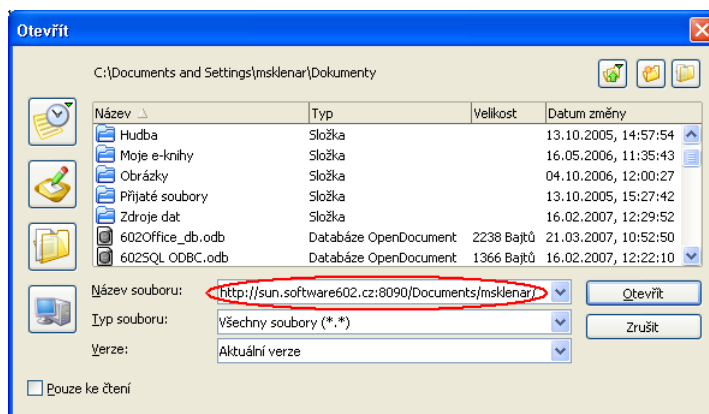 Otevřít
C:\Documents and Settings\msklenar\Dokumenty
Název Typ Velikost Datum změny
Hudba Složka 13.10.2005, 14:57:54
Moje e-knihy Složka 16.05.2006, 11:35:43
Obrázky Složka 04.10.2006, 12:00:27
Přijaté soubory Složka 13.10.2005, 15:27:42
Zdroje dat Složka 16.02.2007, 12:29:52
602Office_db.odb Databáze OpenDocument 2238 Bajtů 21.03.2007, 10:52:50
602SQL ODBC.odb Databáze OpenDocument 1366 Bajtů 16.02.2007, 12:22:10
Název souboru: http://sun.software602.cz:8090/Documents/msklenar/ Otevřít
Typ souboru: Všechny soubory (*.*) Zrušit
Verze: Aktuální verze
Pouze ke čtení